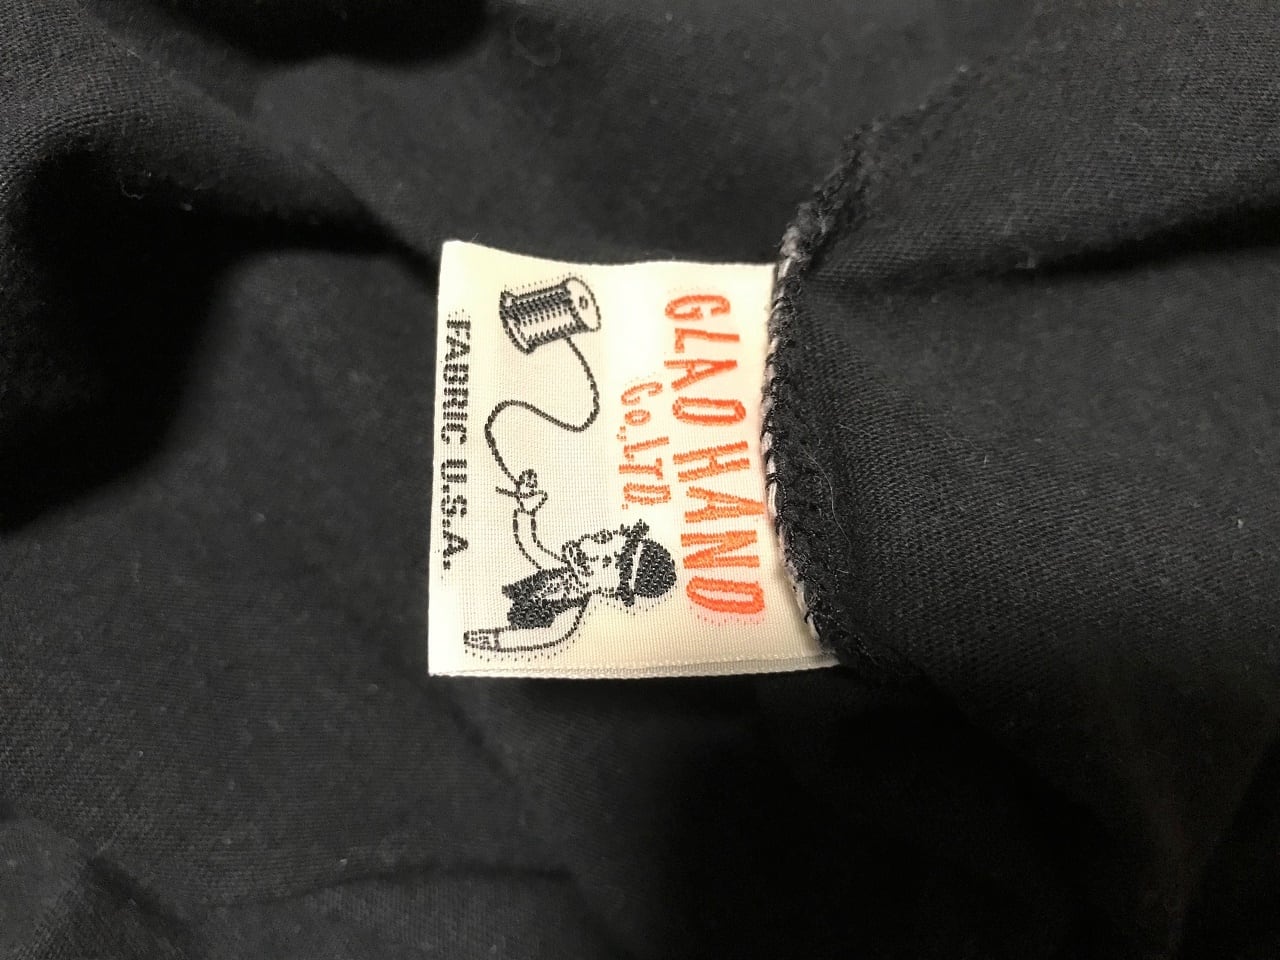 GLAD HAND
Co.,LTD.
FABRIC U.S.A.